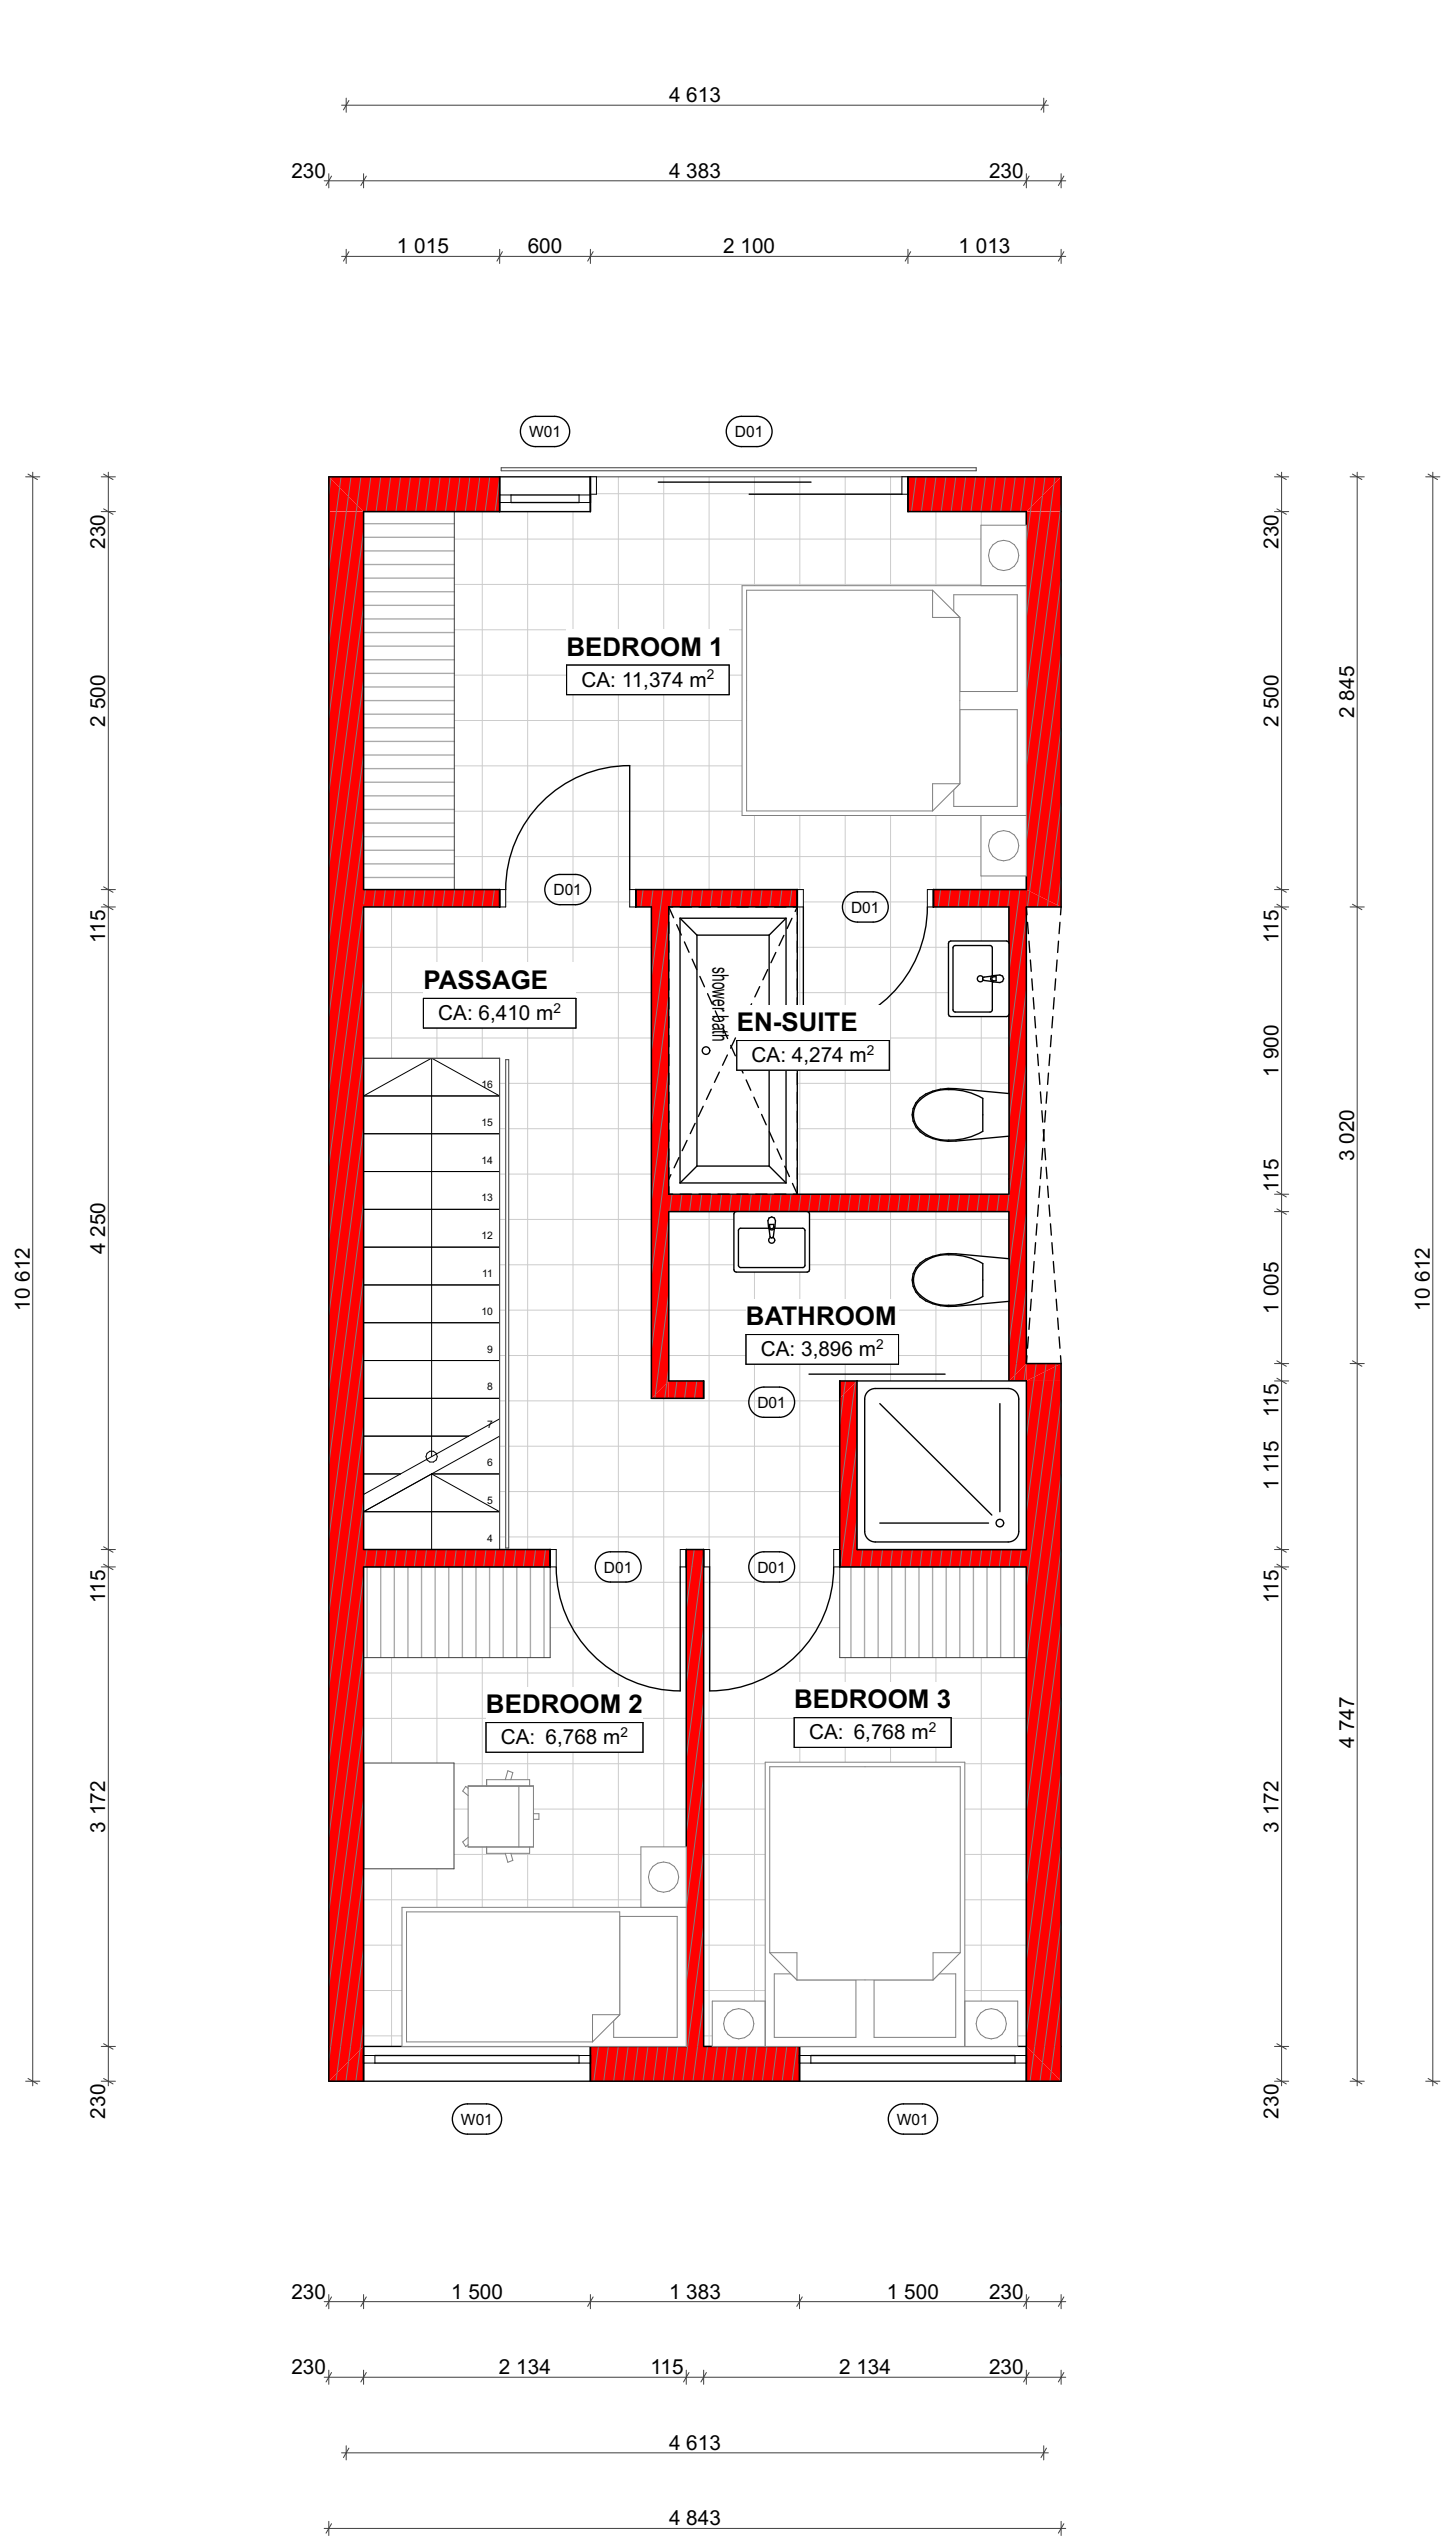 4 613
230
4 383
230
1 015
600
2 100
1 013
W01
D01
230
2 500
115
4 250
10 612
115
3 172
230
230
2 500
115
1 900
115
1 005
115
1 115
115
3 172
230
2 845
3 020
4 747
10 612
BEDROOM 1
CA: 11,374 m²
D01
D01
PASSAGE
CA: 6,410 m²
shower-bath
EN-SUITE
CA: 4,274 m²
16
15
14
13
12
11
10
9
8
7
6
5
4
BATHROOM
CA: 3,896 m²
D01
D01
D01
BEDROOM 2
CA: 6,768 m²
BEDROOM 3
CA: 6,768 m²
W01
W01
230
1 500
1 383
1 500
230
230
2 134
115
2 134
230
4 613
4 843